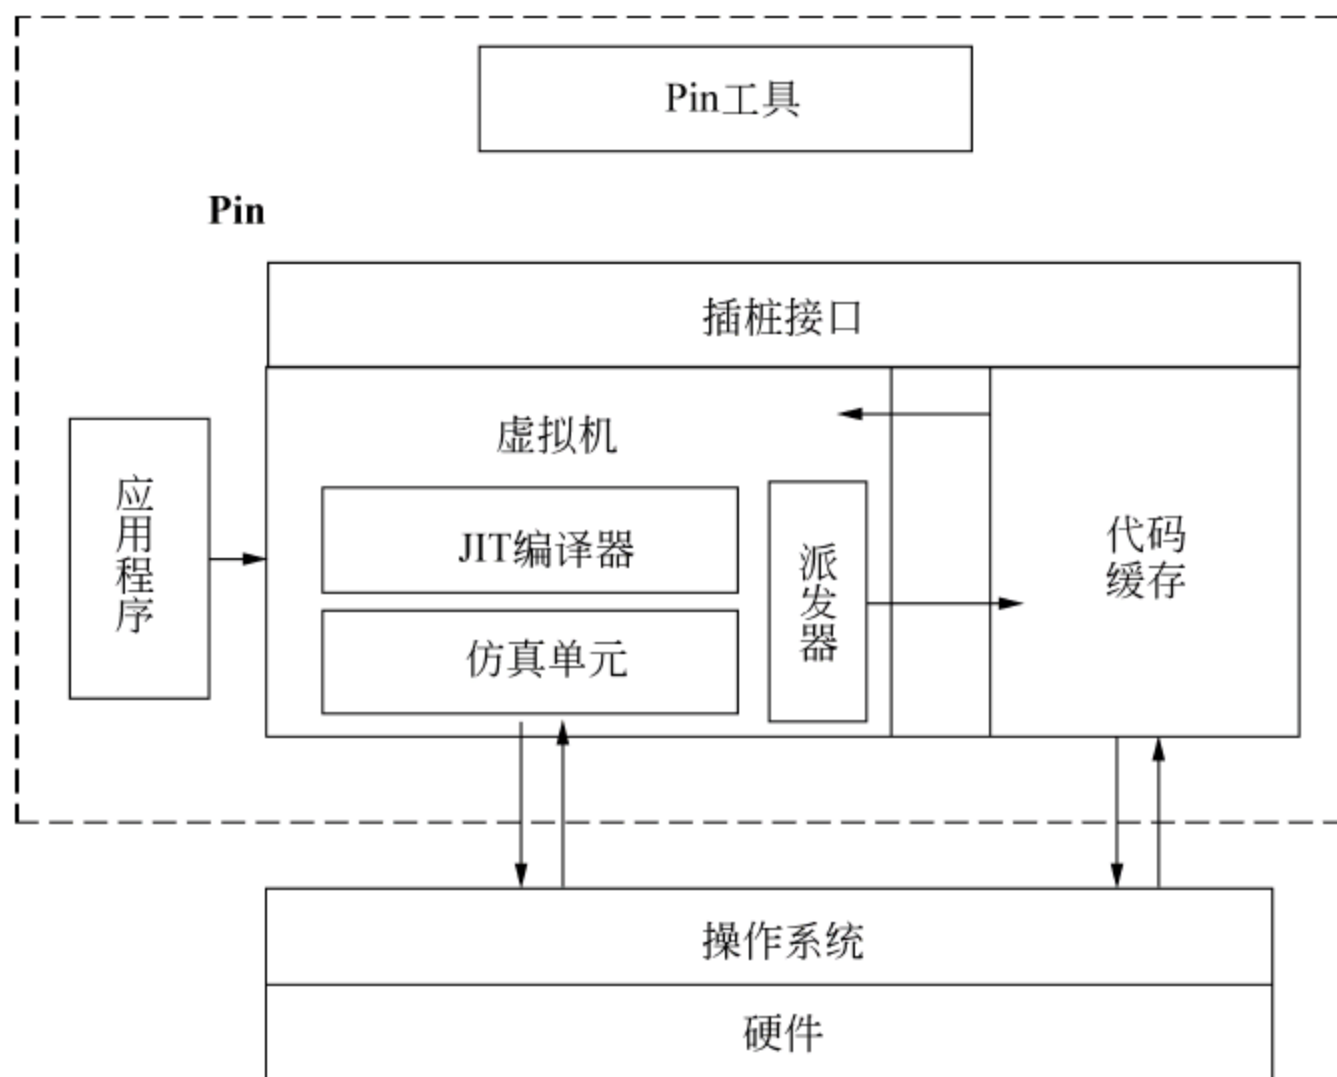 Pin工具
Pin
插桩接口
虚拟机
应用程序
JIT编译器
派发器
代码
缓存
仿真单元
操作系统
硬件